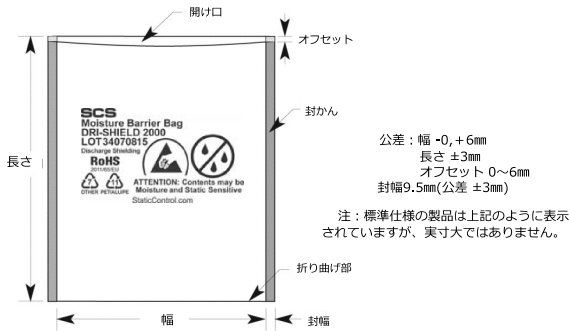 開け口
オフセット
SCS
Moisture Barrier Bag
DRI-SHIELD 2000
LOT34070815
Discharge Shielding
RoHS
2011/65/EU
7
OTHER
PET/AL/PE
ATTENTION: Contents may be
Moisture and Static Sensitive
StaticControl.com
封かん
長さ
公差：幅 -0,+6㎜
長さ ±3㎜
オフセット 0～6㎜
封幅9.5㎜(公差 ±3㎜)
注：標準仕様の製品は上記のように表示
されていますが、実寸大ではありません。
折り曲げ部
幅
封幅